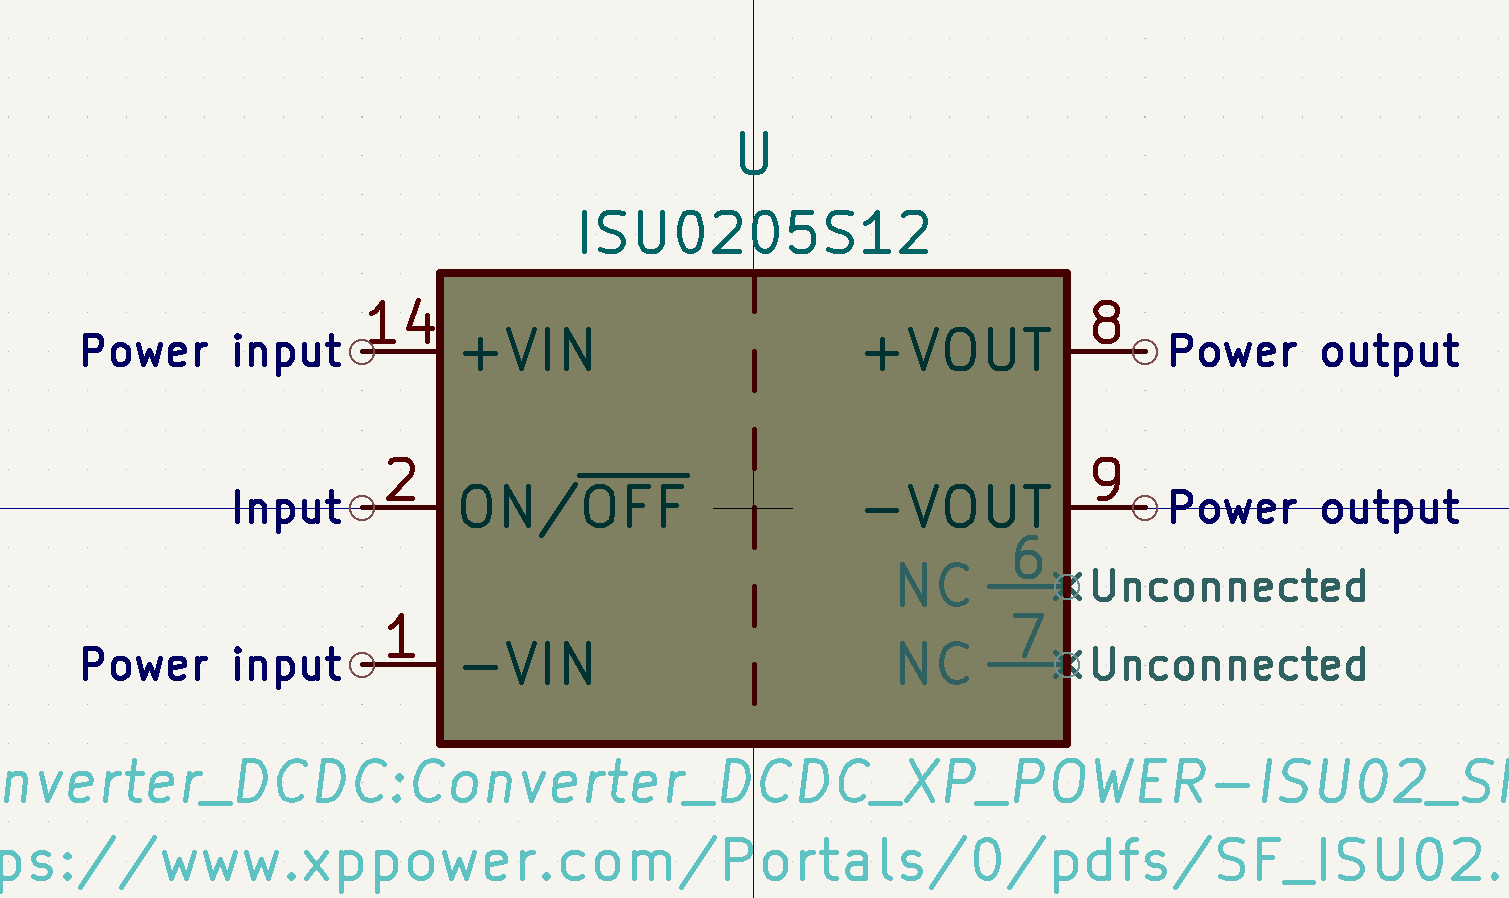 U
ISU0205S12
Power input 14 +VIN +VOUT 8 Power output
Input 2 ON/OFF -VOUT 9 Power output
NC 6 Unconnected
Power input 1 -VIN NC 7 Unconnected
nverter_DCDC:Converter_DCDC_XP_POWER-ISU02_S
ps://www.xppower.com/Portals/0/pdfs/SF_ISU02.